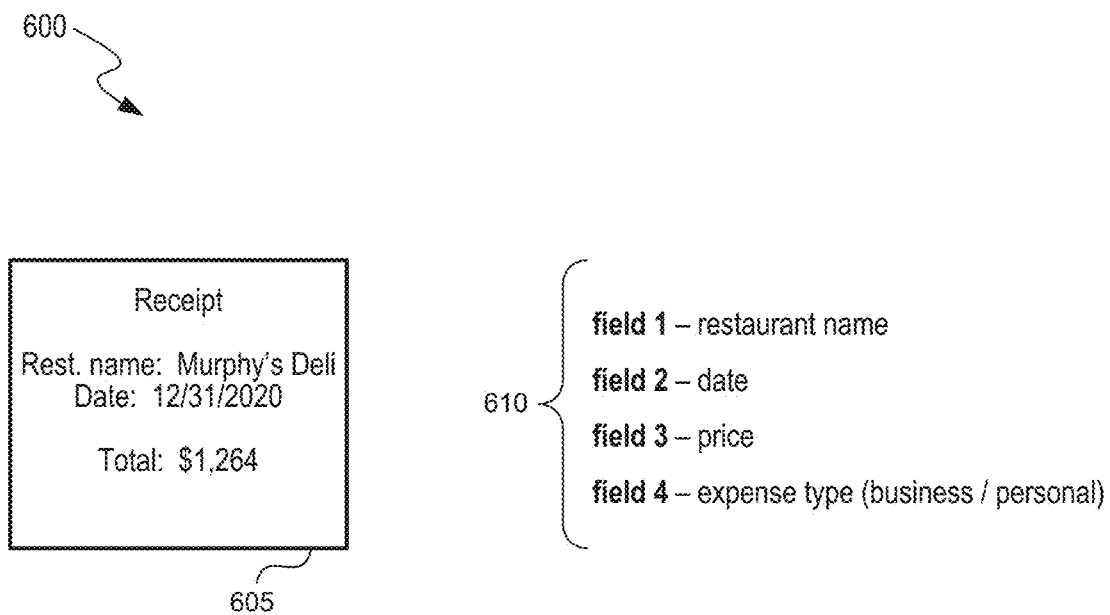 600
Receipt
Rest. name: Murphy's Deli
Date: 12/31/2020
Total: $1,264
605
610
field 1 – restaurant name
field 2 – date
field 3 – price
field 4 – expense type (business / personal)